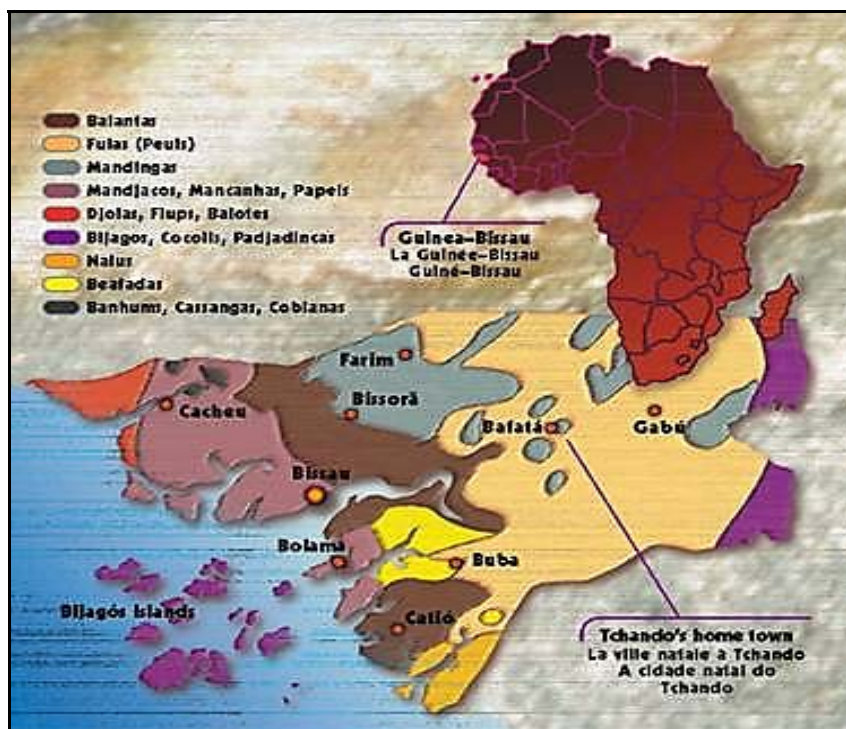 Balantas
Fulas (Peuls)
Mandingas
Mandjacos, Mancanhas, Papeis
Djolas, Flups, Baiotes
Bijagos, Cocolis, Padjadincas
Nalus
Beafadas
Banhums, Cassangas, Cobianas
Guinea-Bissau
La Guinée-Bissau
Guiné-Bissau
Farim
Cacheu
Bissorã
Bafatá
Gabú
Bissau
Bolama
Buba
Bijagós Islands
Catió
Tchando's home town
La ville natale à Tchando
A cidade natal do
Tchando